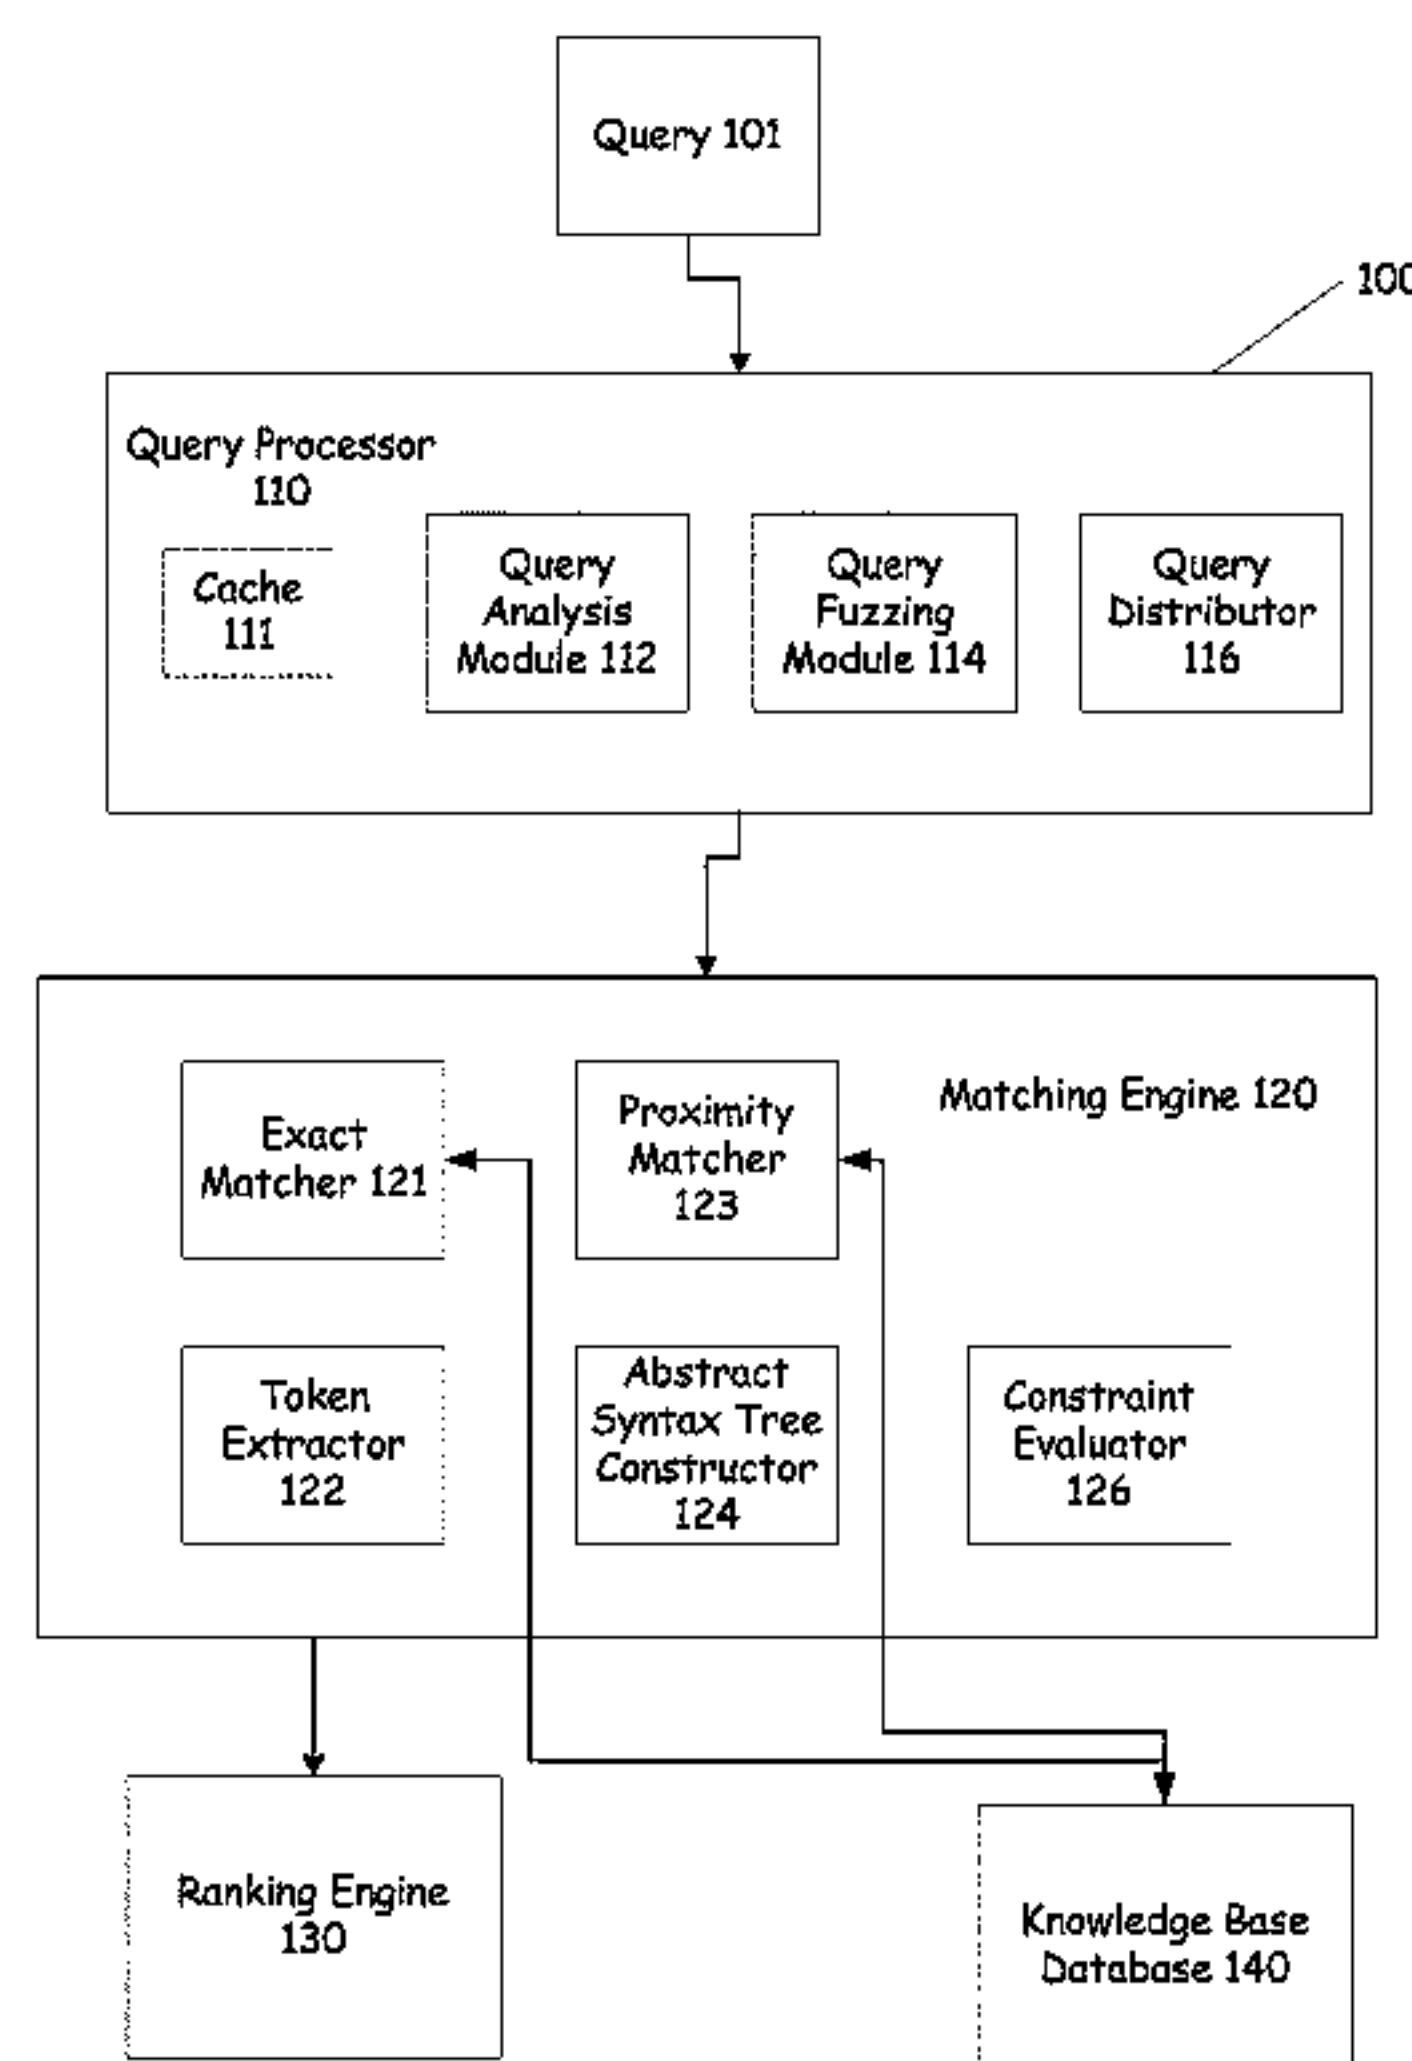 Query 101
100
Query Processor
110
Cache
111
Query
Analysis
Module 112
Query
Fuzzing
Module 114
Query
Distributor
116
Matching Engine 120
Exact
Matcher 121
Proximity
Matcher
123
Token
Extractor
122
Abstract
Syntax Tree
Constructor
124
Constraint
Evaluator
126
Ranking Engine
130
Knowledge Base
Database 140